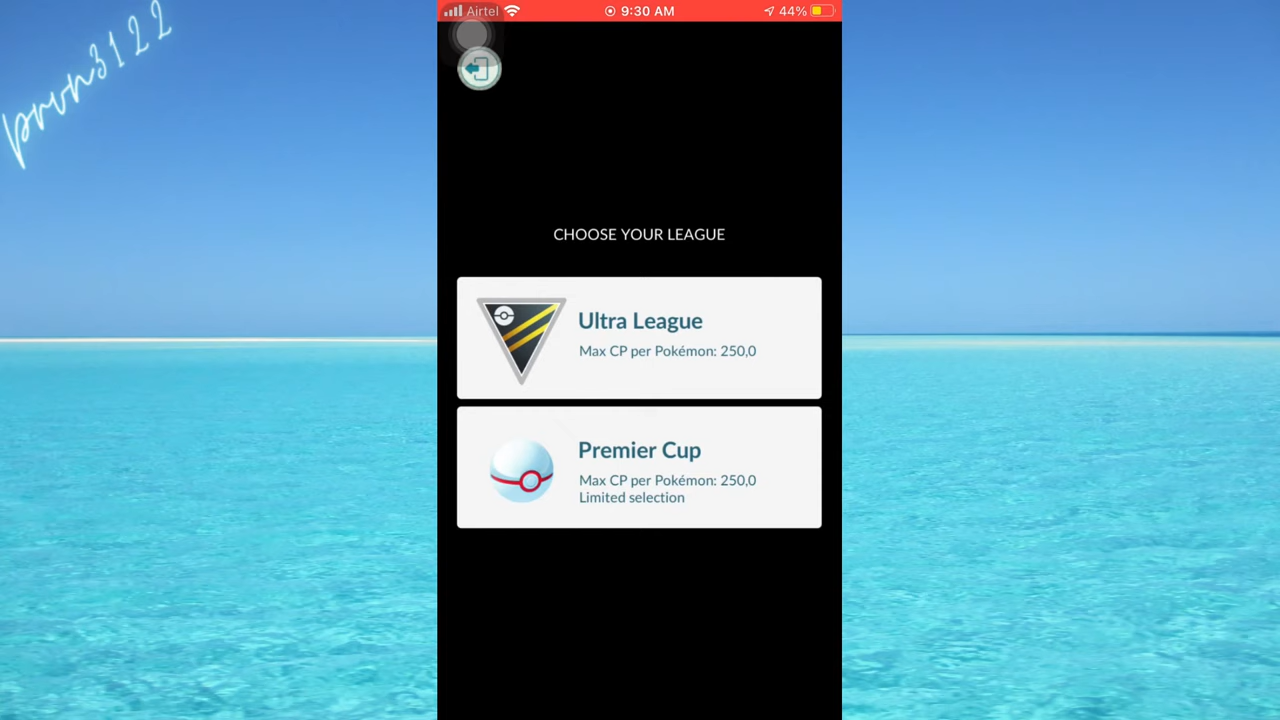 prvn3122
Airtel 9:30 AM 44%
CHOOSE YOUR LEAGUE
Ultra League
Max CP per Pokémon: 250,0
Premier Cup
Max CP per Pokémon: 250,0
Limited selection